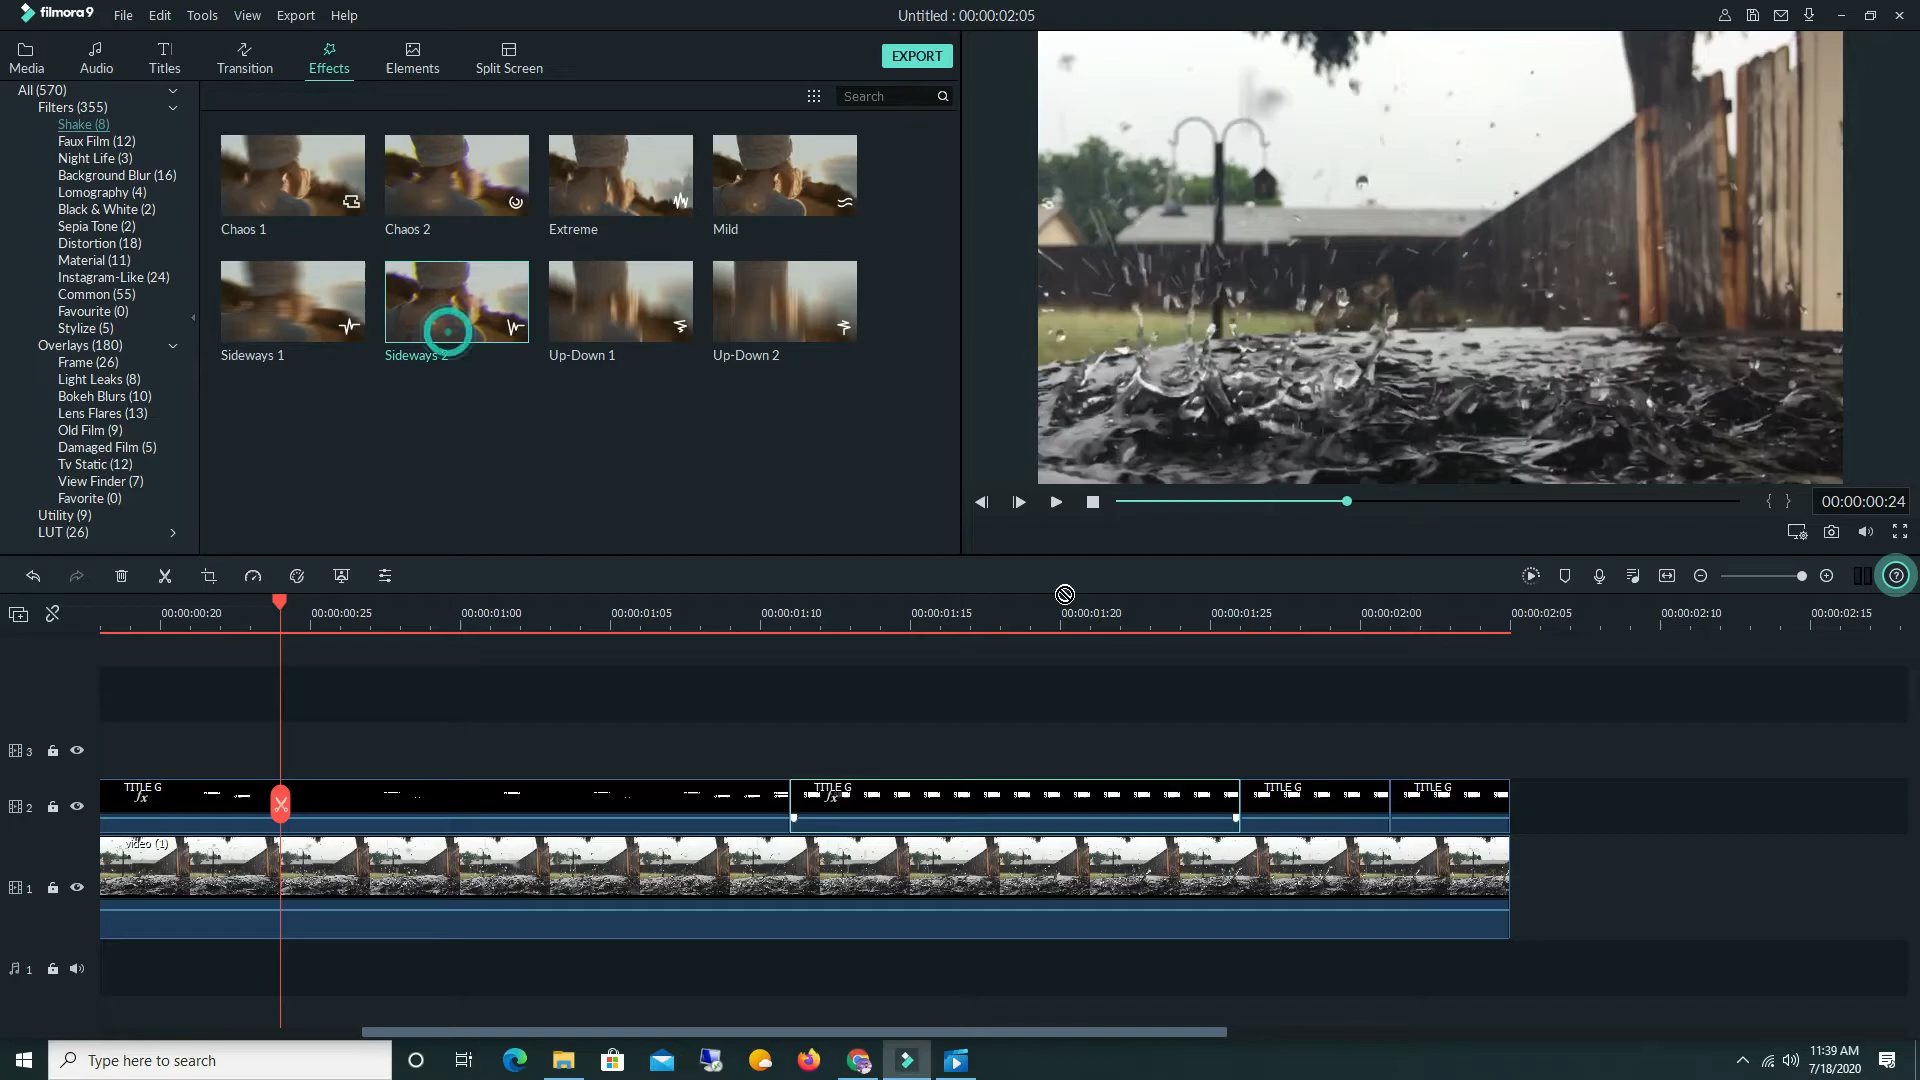 filmora9 File Edit Tools View Export Help Untitled : 00:00:02:05
Media Audio Titles Transition Effects Elements Split Screen EXPORT
All (570)
Filters (355)
Shake (8)
Faux Film (12)
Night Life (3)
Background Blur (16)
Lomography (4)
Black & White (2)
Sepia Tone (2)
Distortion (18)
Material (11)
Instagram-Like (24)
Common (55)
Favourite (0)
Stylize (5)
Overlays (180)
Frame (26)
Light Leaks (8)
Bokeh Blurs (10)
Lens Flares (13)
Old Film (9)
Damaged Film (5)
Tv Static (12)
View Finder (7)
Favorite (0)
Utility (9)
LUT (26)
Search
Chaos 1 Chaos 2 Extreme Mild
Sideways 1 Sideways 2 Up-Down 1 Up-Down 2
{ } 00:00:00:24
00:00:00:20 00:00:00:25 00:00:01:00 00:00:01:05 00:00:01:10 00:00:01:15 00:00:01:20 00:00:01:25 00:00:02:00 00:00:02:05 00:00:02:10 00:00:02:15
3
TITLE G TITLE G TITLE G TITLE G
fx fx
2
video (1)
1
1
Type here to search
11:39 AM
7/18/2020